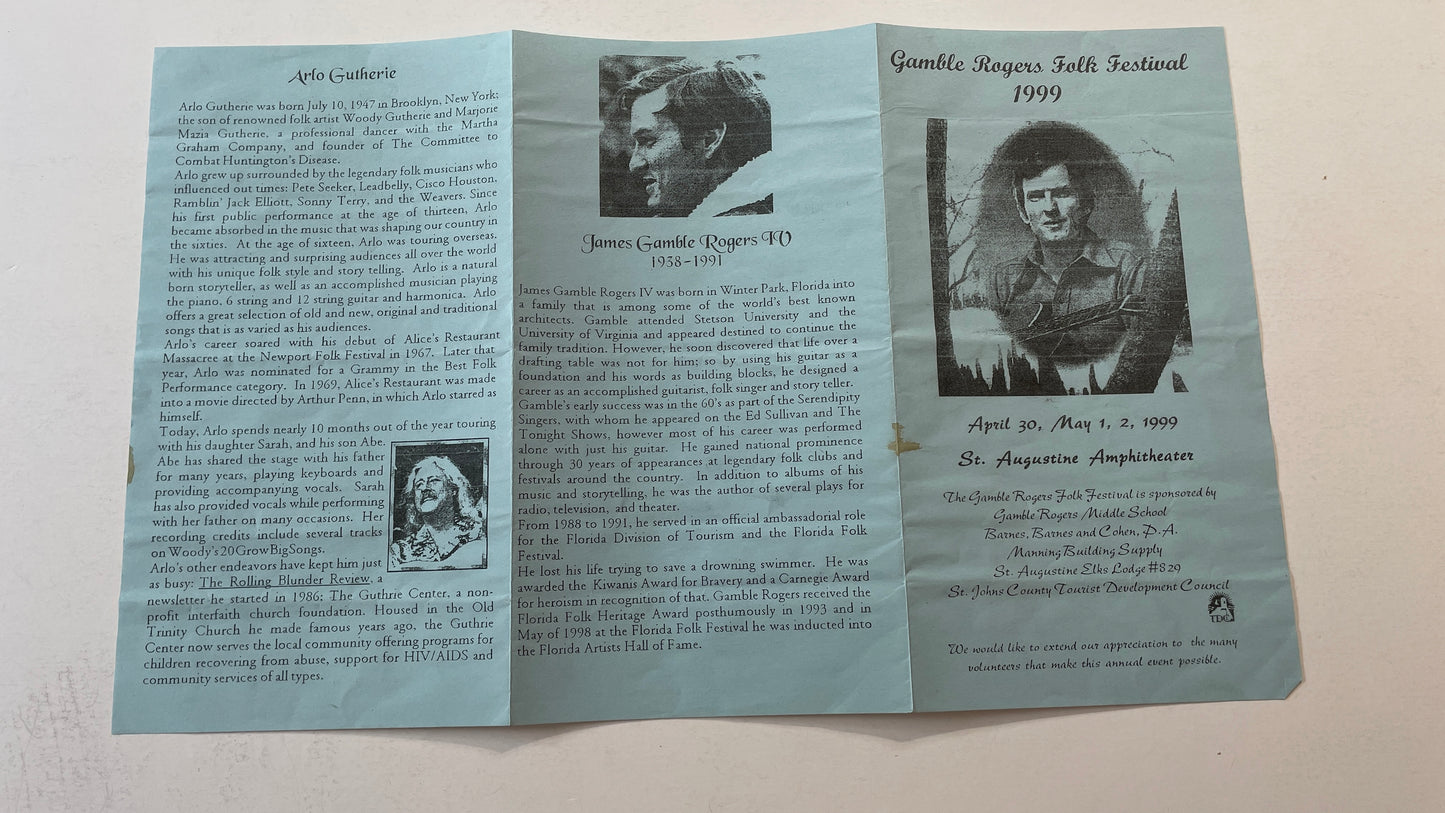 Arlo Gutherie
Arlo Gutherie was born July 10, 1947 in Brooklyn, New York;
the son of renowned folk artist Woody Gutherie and Marjorie
Mazia Gutherie, a professional dancer with the Martha
Graham Company, and founder of The Committee to
Combat Huntington's Disease.
Arlo grew up surrounded by the legendary folk musicians who
influenced out times: Pete Seeker, Leadbelly, Cisco Houston,
Ramblin' Jack Elliott, Sonny Terry, and the Weavers. Since
his first public performance at the age of thirteen, Arlo
became absorbed in the music that was shaping our country in
the sixties. At the age of sixteen, Arlo was touring overseas.
He was attracting and surprising audiences all over the world
with his unique folk style and story telling. Arlo is a natural
born storyteller, as well as an accomplished musician playing
the piano, 6 string and 12 string guitar and harmonica. Arlo
offers a great selection of old and new, original and traditional
songs that is as varied as his audiences.
Arlo's career soared with his debut of Alice's Restaurant
Massacree at the Newport Folk Festival in 1967. Later that
year, Arlo was nominated for a Grammy in the Best Folk
Performance category. In 1969, Alice's Restaurant was made
into a movie directed by Arthur Penn, in which Arlo starred as
himself.
Today, Arlo spends nearly 10 months out of the year touring
with his daughter Sarah, and his son Abe.
Abe has shared the stage with his father
for many years, playing keyboards and
providing accompanying vocals. Sarah
has also provided vocals while performing
with her father on many occasions. Her
recording credits include several tracks
on Woody's 20GrowBigSongs.
Arlo's other endeavors have kept him just
as busy: The Rolling Blunder Review, a
newsletter he started in 1986; The Guthrie Center, a non-
profit interfaith church foundation. Housed in the Old
Trinity Church he made famous years ago, the Guthrie
Center now serves the local community offering programs for
children recovering from abuse, support for HIV/AIDS and
community services of all types.
James Gamble Rogers IV
1938-1991
James Gamble Rogers IV was born in Winter Park, Florida into
a family that is among some of the world's best known
architects. Gamble attended Stetson University and the
University of Virginia and appeared destined to continue the
family tradition. However, he soon discovered that life over a
drafting table was not for him; so by using his guitar as a
foundation and his words as building blocks, he designed a
career as an accomplished guitarist, folk singer and story teller.
Gamble's early success was in the 60's as part of the Serendipity
Singers, with whom he appeared on the Ed Sullivan and The
Tonight Shows, however most of his career was performed
alone with just his guitar. He gained national prominence
through 30 years of appearances at legendary folk clubs and
festivals around the country. In addition to albums of his
music and storytelling, he was the author of several plays for
radio, television, and theater.
From 1988 to 1991, he served in an official ambassadorial role
for the Florida Division of Tourism and the Florida Folk
Festival.
He lost his life trying to save a drowning swimmer. He was
awarded the Kiwanis Award for Bravery and a Carnegie Award
for heroism in recognition of that. Gamble Rogers received the
Florida Folk Heritage Award posthumously in 1993 and in
May of 1998 at the Florida Folk Festival he was inducted into
the Florida Artists Hall of Fame.
Gamble Rogers Folk Festival
1999
April 30, May 1, 2, 1999
St. Augustine Amphitheater
The Gamble Rogers Folk Festival is sponsored by
Gamble Rogers Middle School
Barnes, Barnes and Cohen, P.A.
Manning Building Supply
St. Augustine Elks Lodge #829
St. Johns County Tourist Development Council
TDC
We would like to extend our appreciation to the many
volunteers that make this annual event possible.